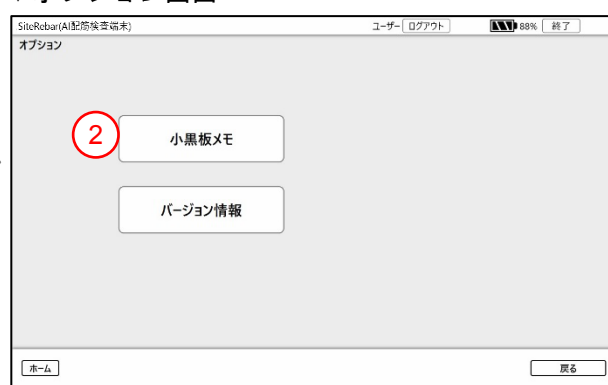 SiteRebar(AI配筋検査端末) ユーザー ログアウト 88% 終了
オプション
② 小黒板メモ
バージョン情報
ホーム 戻る